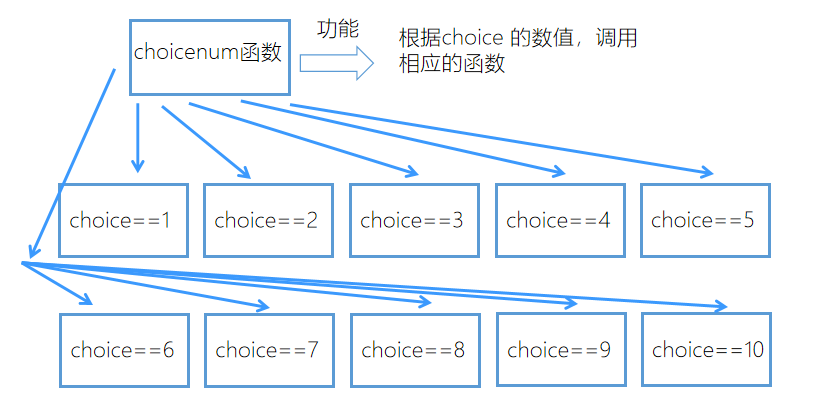 choicenum函数
功能
根据choice 的数值，调用
相应的函数
choice==1
choice==2
choice==3
choice==4
choice==5
choice==6
choice==7
choice==8
choice==9
choice==10